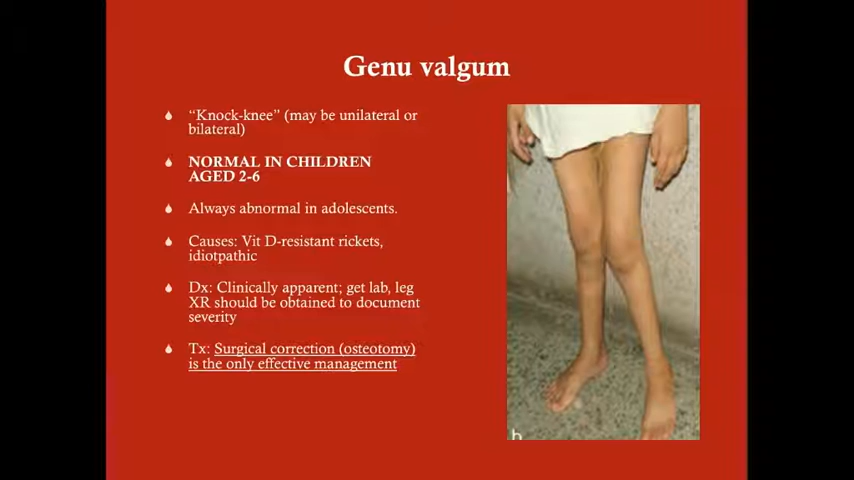 Genu valgum
“Knock-knee” (may be unilateral or
bilateral)
NORMAL IN CHILDREN
AGED 2-6
Always abnormal in adolescents.
Causes: Vit D-resistant rickets,
idiotpathic
Dx: Clinically apparent; get lab, leg
XR should be obtained to document
severity
Tx: Surgical correction (osteotomy)
is the only effective management
h